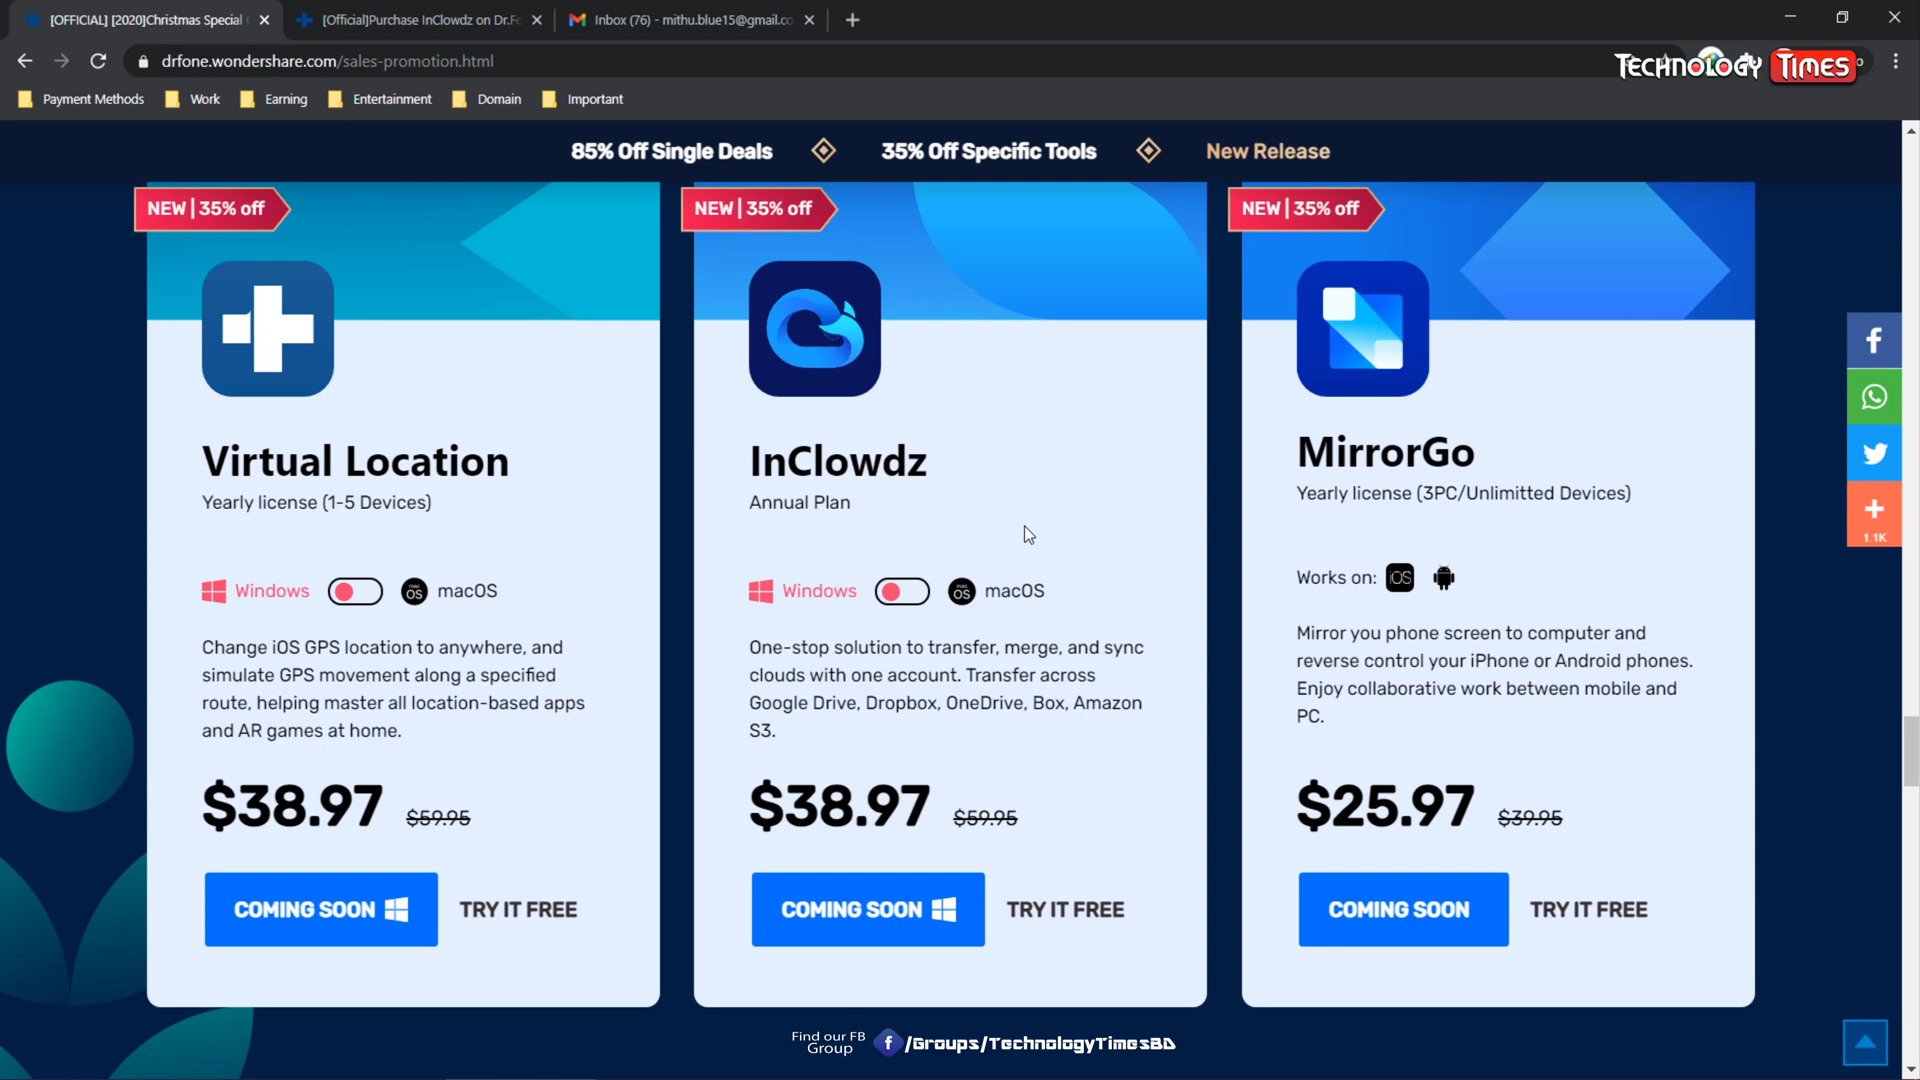 [OFFICIAL] [2020]Christmas Special
[Official]Purchase InClowdz on Dr.Fo
Inbox (76) - mithu.blue15@gmail.co
drfone.wondershare.com/sales-promotion.html
Technology Times
Payment Methods
Work
Earning
Entertainment
Domain
Important
85% Off Single Deals
35% Off Specific Tools
New Release
NEW | 35% off
Virtual Location
Yearly license (1-5 Devices)
Windows
macOS
Change iOS GPS location to anywhere, and
simulate GPS movement along a specified
route, helping master all location-based apps
and AR games at home.
$38.97 $59.95
COMING SOON
TRY IT FREE
NEW | 35% off
InClowdz
Annual Plan
Windows
macOS
One-stop solution to transfer, merge, and sync
clouds with one account. Transfer across
Google Drive, Dropbox, OneDrive, Box, Amazon
S3.
$38.97 $59.95
COMING SOON
TRY IT FREE
NEW | 35% off
MirrorGo
Yearly license (3PC/Unlimitted Devices)
Works on: iOS
Mirror you phone screen to computer and
reverse control your iPhone or Android phones.
Enjoy collaborative work between mobile and
PC.
$25.97 $39.95
COMING SOON
TRY IT FREE
1.1K
Find our FB
Group
/Groups/TechnologyTimesBD